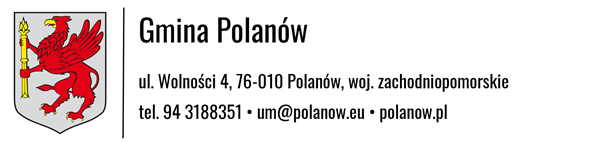 Gmina Polanów
ul. Wolności 4, 76-010 Polanów, woj. zachodniopomorskie
tel. 94 3188351 • um@polanow.eu • polanow.pl